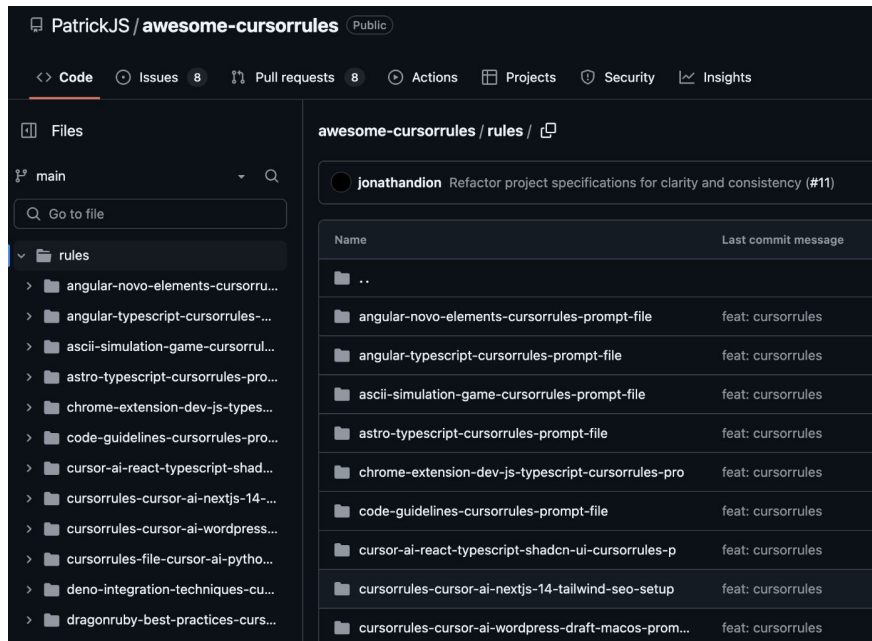 PatrickJS / awesome-cursorrules Public
Code Issues 8 Pull requests 8 Actions Projects Security Insights
Files
main
Go to file
rules
angular-novo-elements-cursorru...
angular-typescript-cursorrules-...
ascii-simulation-game-cursorrul...
astro-typescript-cursorrules-pro...
chrome-extension-dev-js-types...
code-guidelines-cursorrules-pro...
cursor-ai-react-typescript-shad...
cursorrules-cursor-ai-nextjs-14-...
cursorrules-cursor-ai-wordpress...
cursorrules-file-cursor-ai-pytho...
deno-integration-techniques-cu...
dragonruby-best-practices-curs...
awesome-cursorrules / rules /
jonathandion Refactor project specifications for clarity and consistency (#11)
Name Last commit message
..
angular-novo-elements-cursorrules-prompt-file feat: cursorrules
angular-typescript-cursorrules-prompt-file feat: cursorrules
ascii-simulation-game-cursorrules-prompt-file feat: cursorrules
astro-typescript-cursorrules-prompt-file feat: cursorrules
chrome-extension-dev-js-typescript-cursorrules-pro feat: cursorrules
code-guidelines-cursorrules-prompt-file feat: cursorrules
cursor-ai-react-typescript-shadcn-ui-cursorrules-p feat: cursorrules
cursorrules-cursor-ai-nextjs-14-tailwind-seo-setup feat: cursorrules
cursorrules-cursor-ai-wordpress-draft-macos-prom... feat: cursorrules